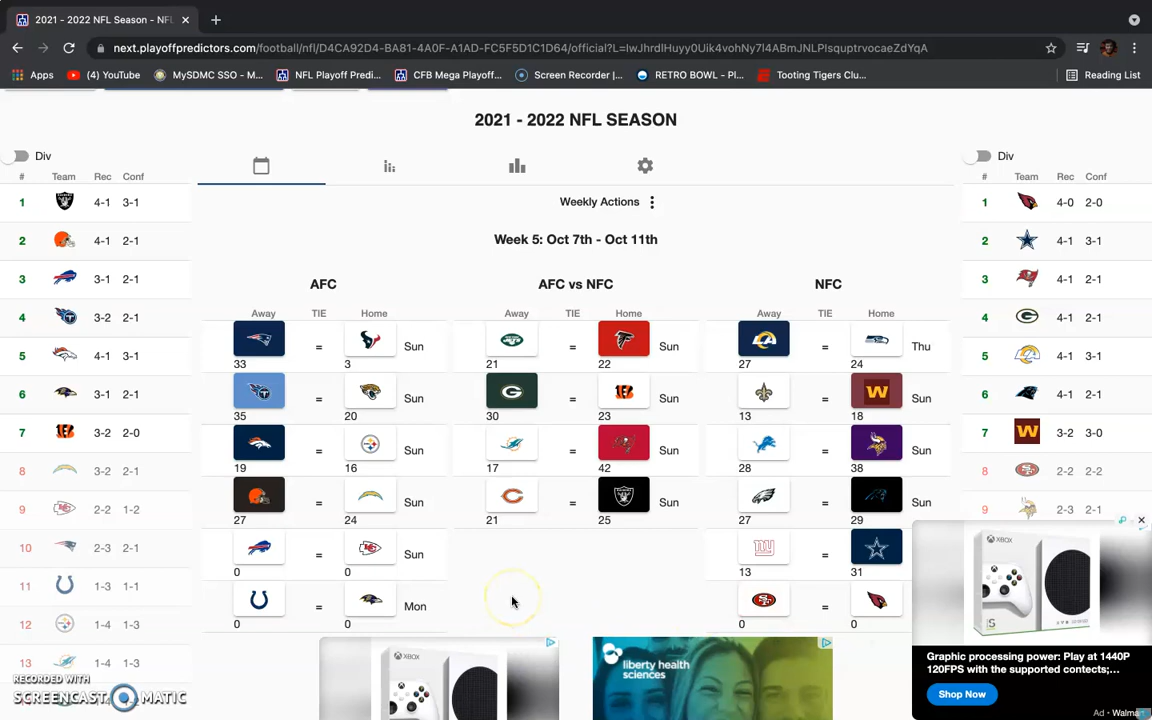 2021 - 2022 NFL Season - NFL
next.playoffpredictors.com/football/nfl/D4CA92D4-BA81-4A0F-A1AD-FC5F5D1C1D64/official?L=IwJhrdIHuyy0Uik4vohNy7I4ABmJNLPIsquptrvocaeZdYqA
Apps (4) YouTube MySDMC SSO - M... NFL Playoff Predi... CFB Mega Playoff... Screen Recorder |... RETRO BOWL - Pl... Tooting Tigers Clu... Reading List
2021 - 2022 NFL SEASON
Div
# Team Rec Conf
1 4-1 3-1
2 4-1 2-1
3 3-1 2-1
4 3-2 2-1
5 4-1 3-1
6 3-1 2-1
7 3-2 2-0
8 3-2 2-1
9 2-2 1-2
10 2-3 2-1
11 1-3 1-1
12 1-4 1-3
13 1-4 1-3
Weekly Actions
Week 5: Oct 7th - Oct 11th
AFC
Away TIE Home
= Sun
33 3
= Sun
35 20
= Sun
19 16
= Sun
27 24
= Sun
0 0
= Mon
0 0
AFC vs NFC
Away TIE Home
= Sun
21 22
= Sun
30 23
= Sun
17 42
= Sun
21 25
NFC
Away TIE Home
= Thu
27 24
W
= Sun
13 18
= Sun
28 38
= Sun
27 29
=
13 31
=
0 0
Div
# Team Rec Conf
1 4-0 2-0
2 4-1 3-1
3 4-1 2-1
4 4-1 2-1
5 4-1 3-1
6 4-1 2-1
7 W 3-2 3-0
8 2-2 2-2
9 2-3 2-1
RECORDED WITH
SCREENCAST MATIC
XBOX
liberty health
sciences
XBOX
Graphic processing power: Play at 1440P
120FPS with the supported contects;...
Shop Now
Ad • Walmar